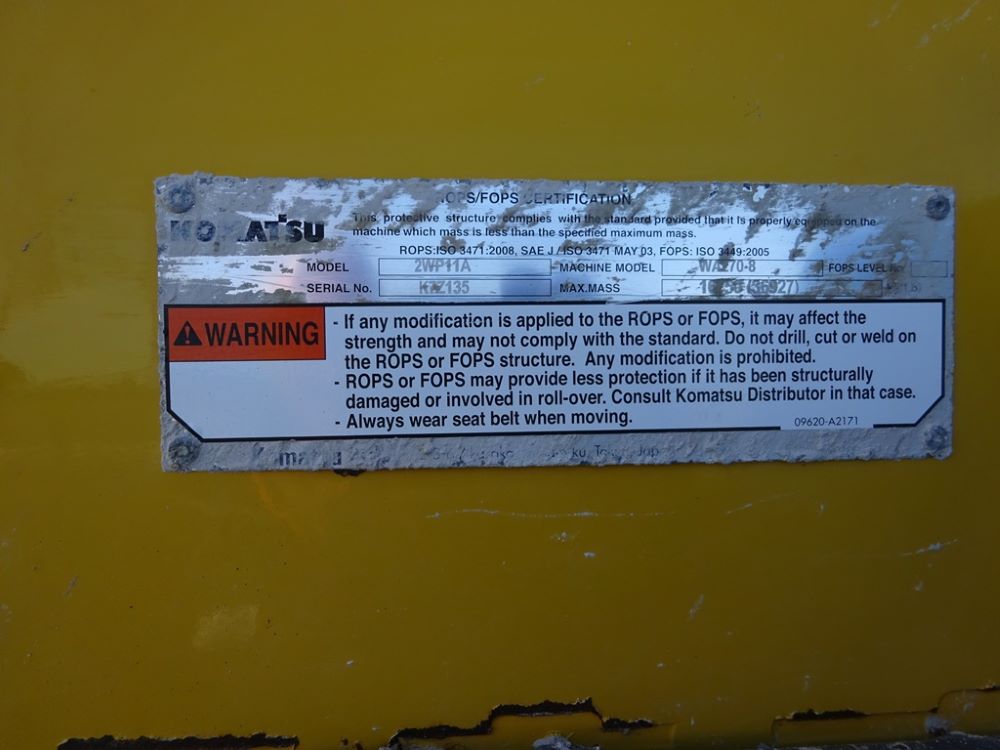 ROPS/FOPS CERTIFICATION
KOMATSU
This protective structure complies with the standard provided that it is properly equipped on the
machine which mass is less than the specified maximum mass.
ROPS:ISO 3471:2008, SAE J / ISO 3471 MAY 03, FOPS: ISO 3449:2005
MODEL 2WP11A MACHINE MODEL WA270-8 FOPS LEVEL
SERIAL No. MAX.MASS
WARNING
- If any modification is applied to the ROPS or FOPS, it may affect the
strength and may not comply with the standard. Do not drill, cut or weld on
the ROPS or FOPS structure. Any modification is prohibited.
- ROPS or FOPS may provide less protection if it has been structurally
damaged or involved in roll-over. Consult Komatsu Distributor in that case.
- Always wear seat belt when moving.
09620-A2171